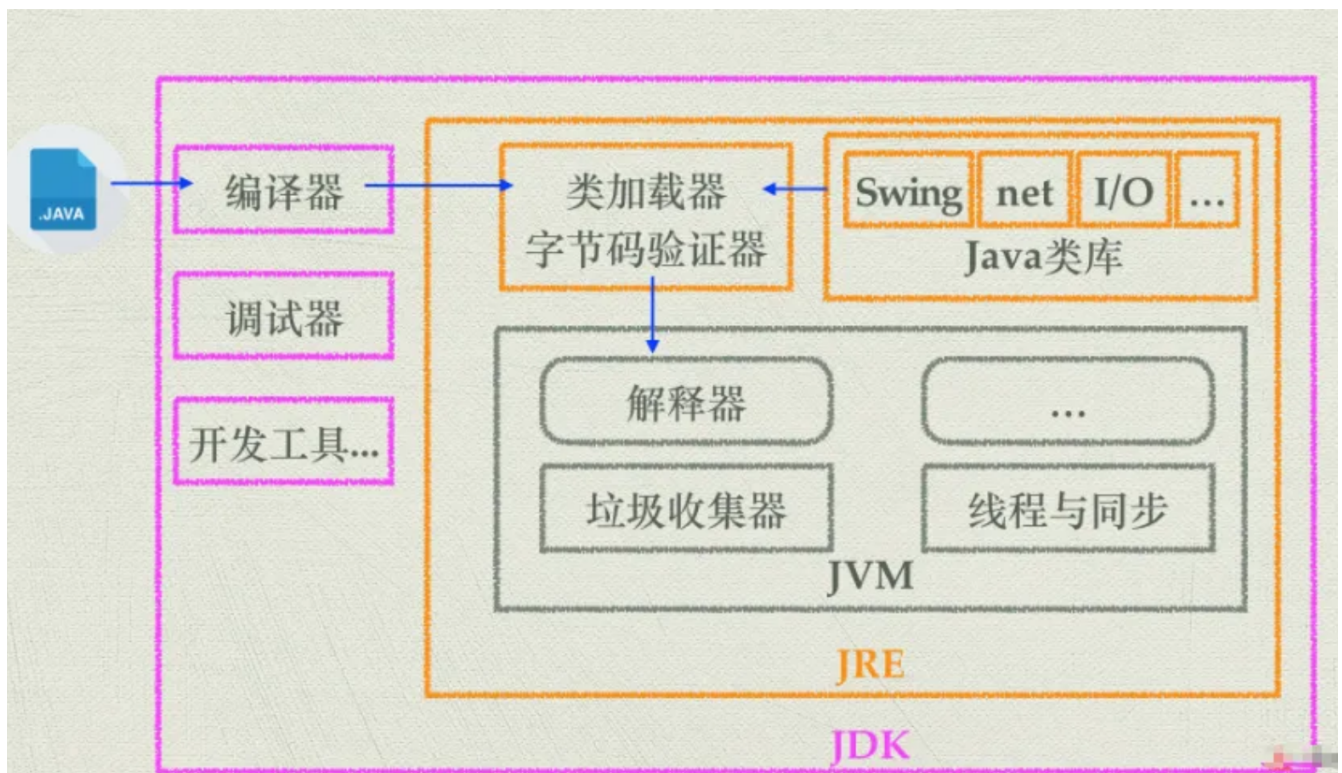 .JAVA
编译器
调试器
开发工具...
类加载器
字节码验证器
Swing
net
I/O
...
Java类库
解释器
...
垃圾收集器
线程与同步
JVM
JRE
JDK